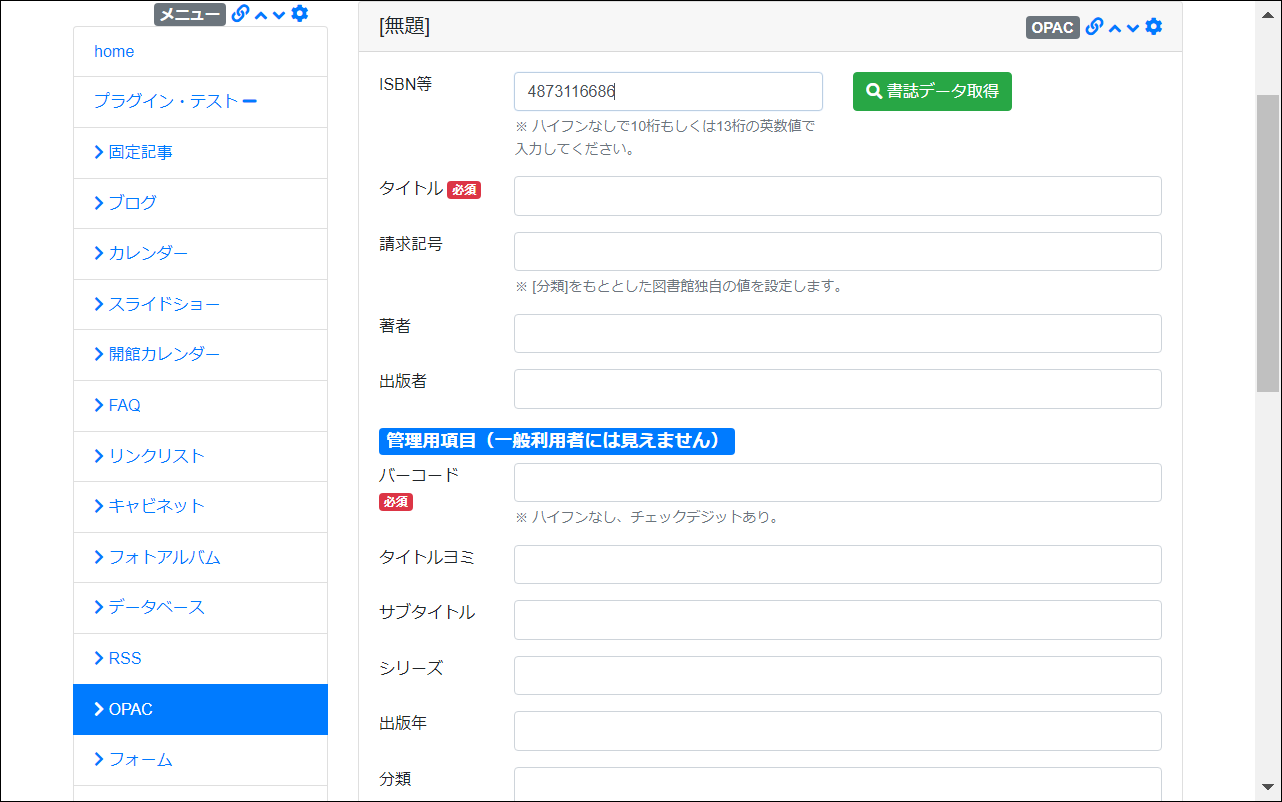 メニュー
home
プラグイン・テスト
固定記事
ブログ
カレンダー
スライドショー
開館カレンダー
FAQ
リンクリスト
キャビネット
フォトアルバム
データベース
RSS
OPAC
フォーム
[無題]
OPAC
ISBN等
4873116686
書誌データ取得
※ ハイフンなしで10桁もしくは13桁の英数値で
入力してください。
タイトル 必須
請求記号
※ [分類]をもととした図書館独自の値を設定します。
著者
出版者
管理用項目（一般利用者には見えません）
バーコード
必須
※ ハイフンなし、チェックデジットあり。
タイトルヨミ
サブタイトル
シリーズ
出版年
分類